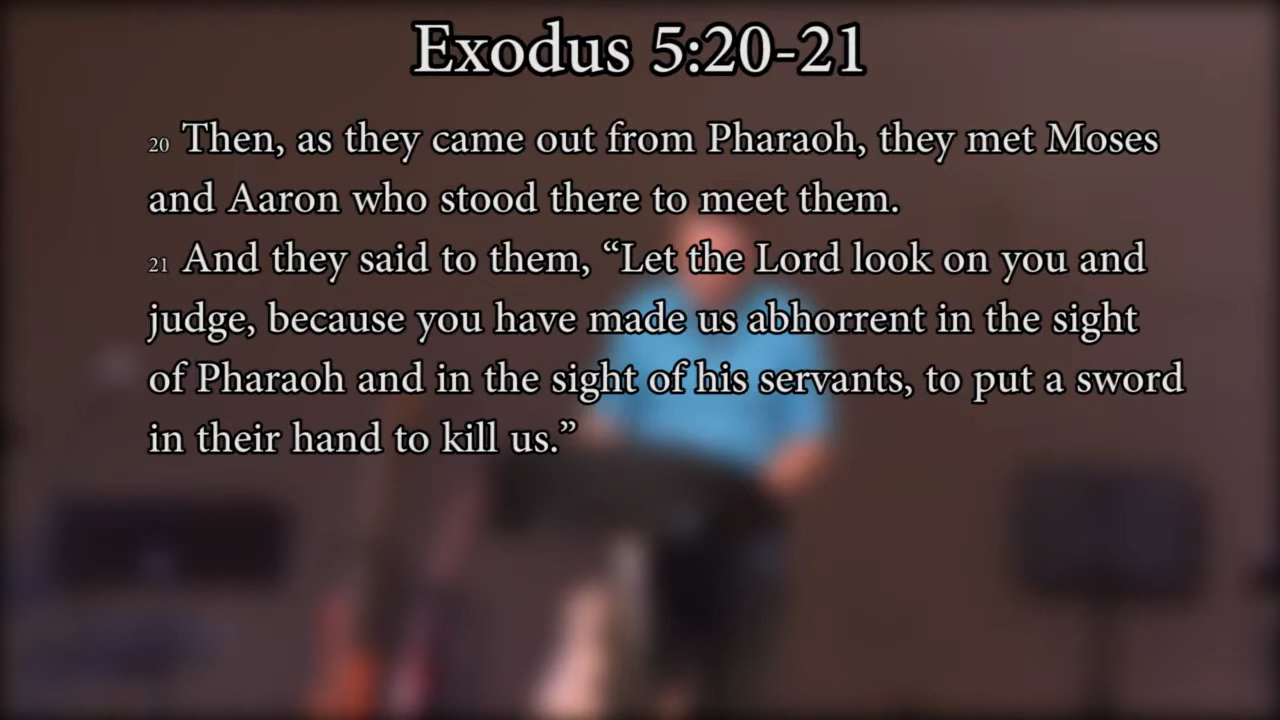 Exodus 5:20-21
20 Then, as they came out from Pharaoh, they met Moses
and Aaron who stood there to meet them.
21 And they said to them, “Let the Lord look on you and
judge, because you have made us abhorrent in the sight
of Pharaoh and in the sight of his servants, to put a sword
in their hand to kill us.”